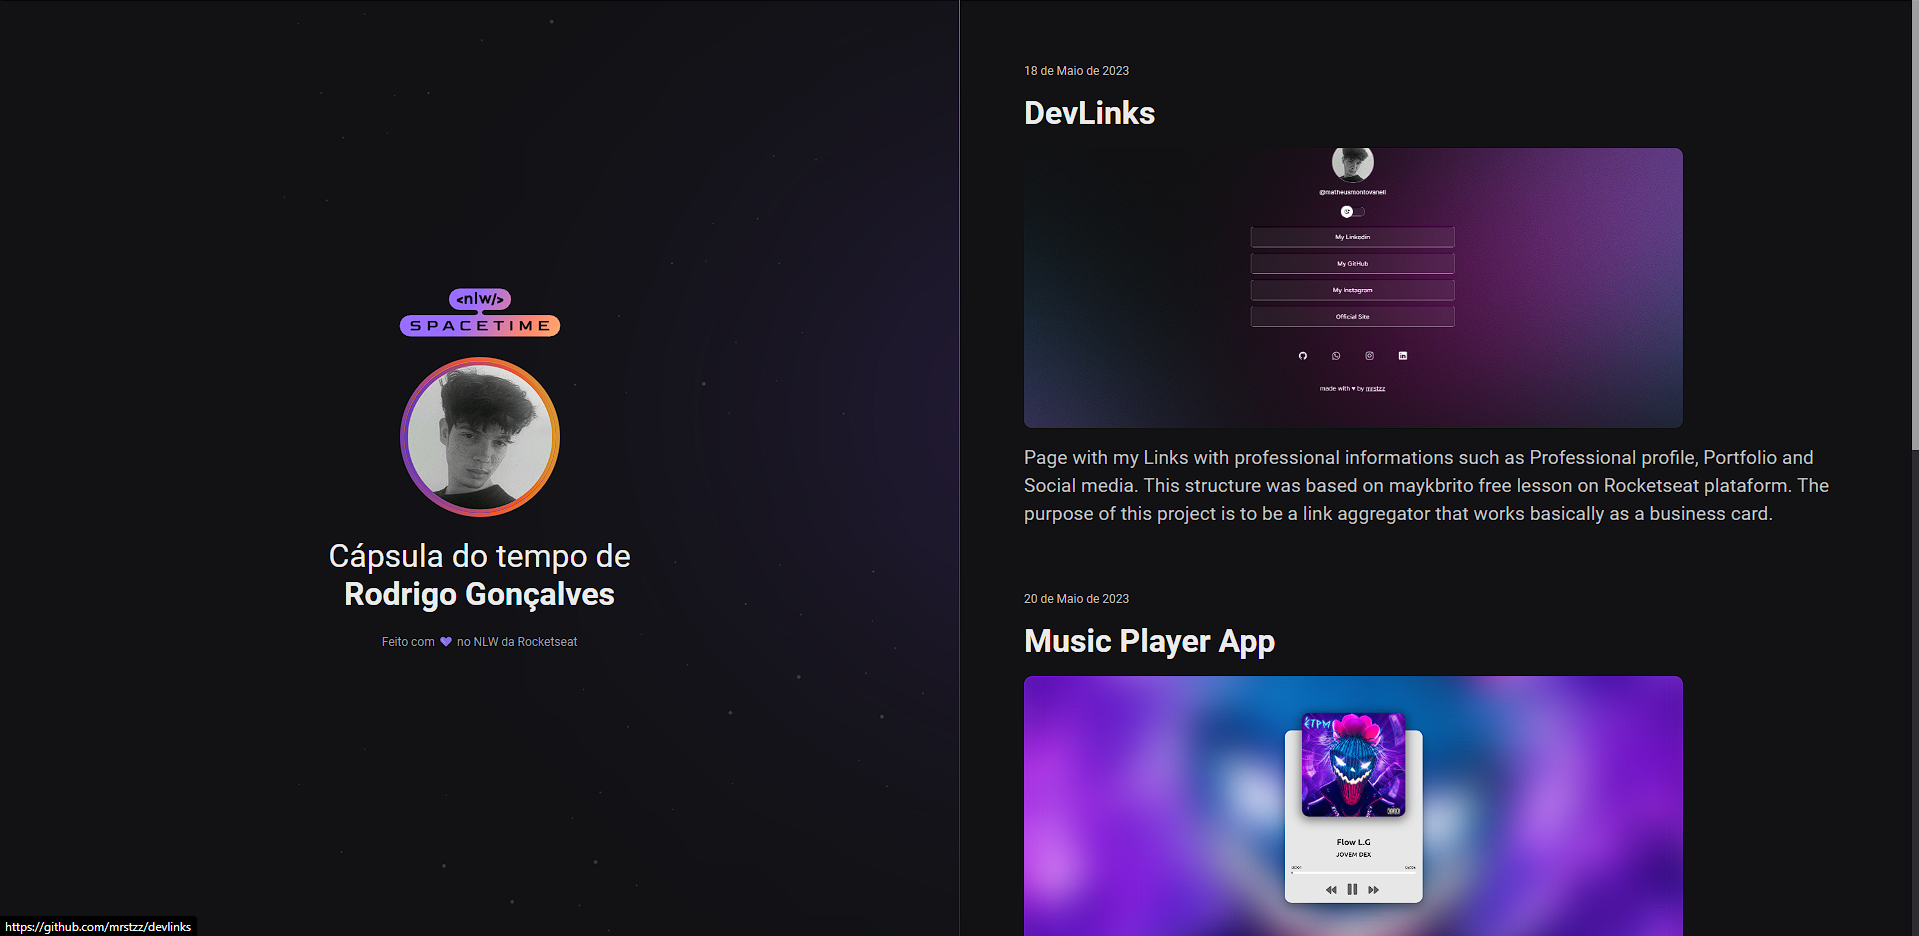 <nlw/>
SPACETIME
Cápsula do tempo de
Rodrigo Gonçalves
Feito com no NLW da Rocketseat
18 de Maio de 2023
DevLinks
@matheusmontovaneli
My Linkedin
My GitHub
My Instagram
Official Site
made with ♥ by mrstzz
Page with my Links with professional informations such as Professional profile, Portfolio and
Social media. This structure was based on maykbrito free lesson on Rocketseat plataform. The
purpose of this project is to be a link aggregator that works basically as a business card.
20 de Maio de 2023
Music Player App
ÉTPM
Flow L.G
JOVEM DEX
https://github.com/mrstzz/devlinks